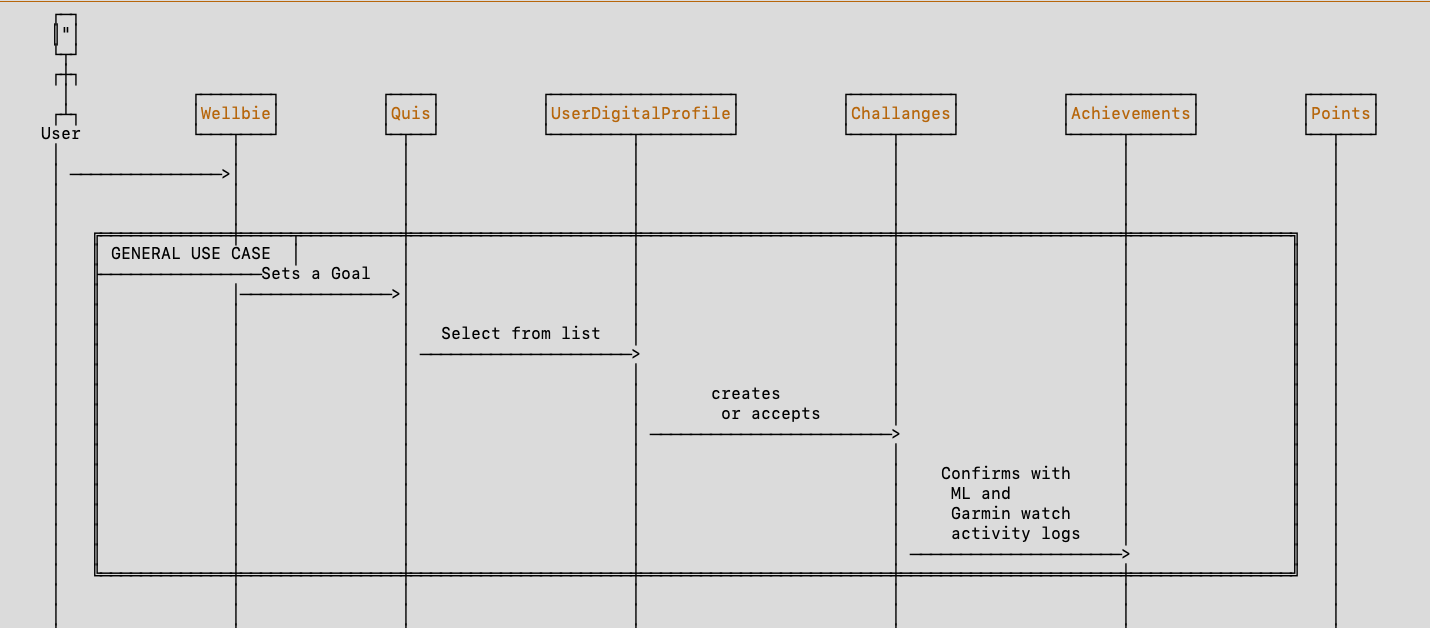 "
User
Wellbie
Quis
UserDigitalProfile
Challanges
Achievements
Points
GENERAL USE CASE
Sets a Goal
Select from list
creates
or accepts
Confirms with
ML and
Garmin watch
activity logs